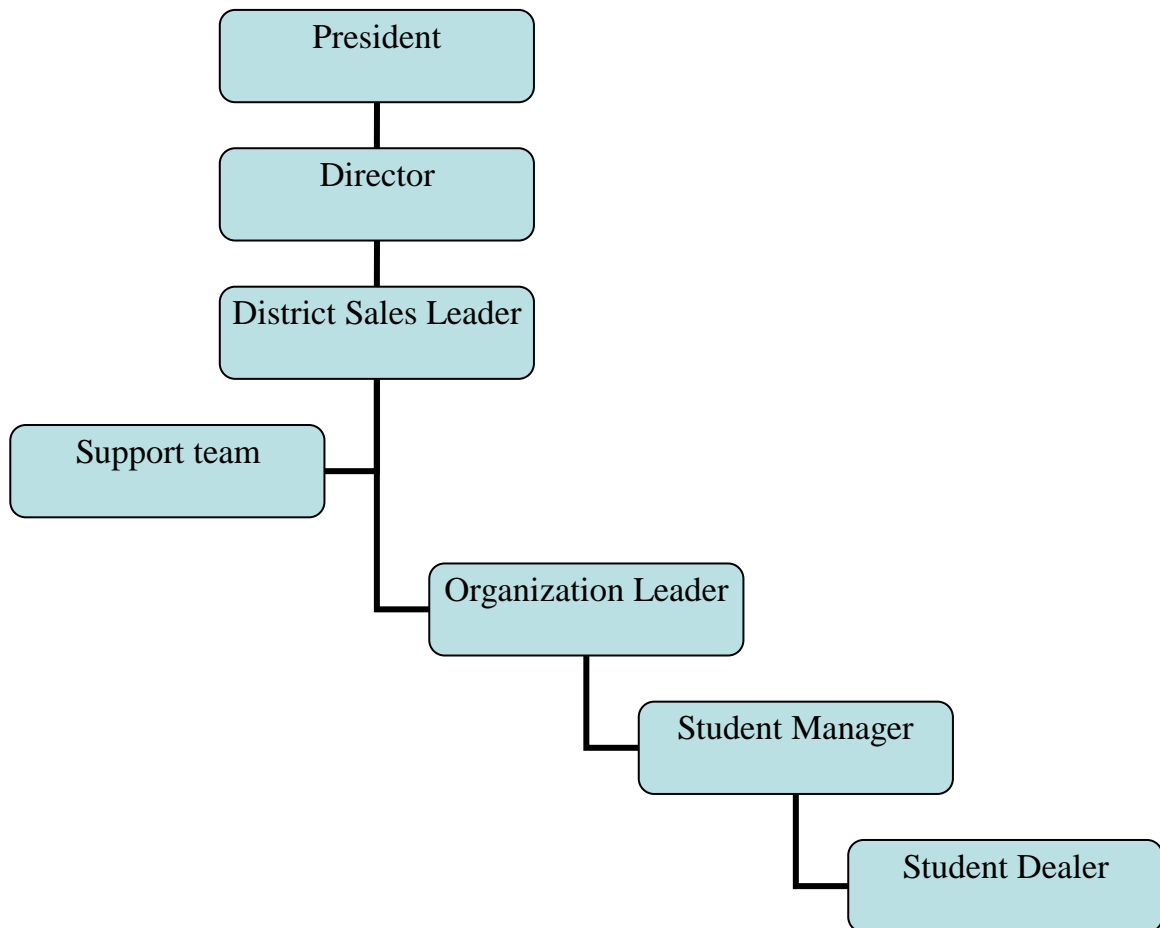 President
Director
District Sales Leader
Support team
Organization Leader
Student Manager
Student Dealer